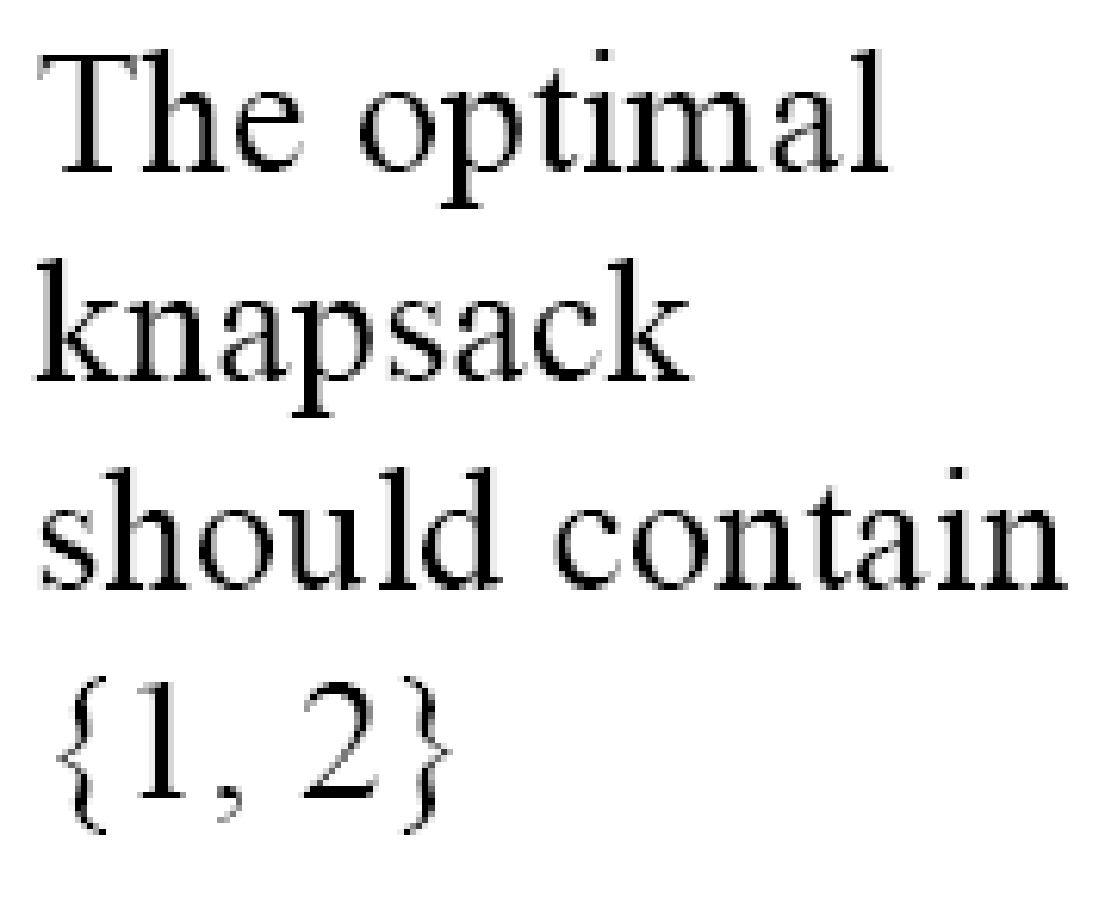 The optimal
knapsack
should contain
{1, 2}